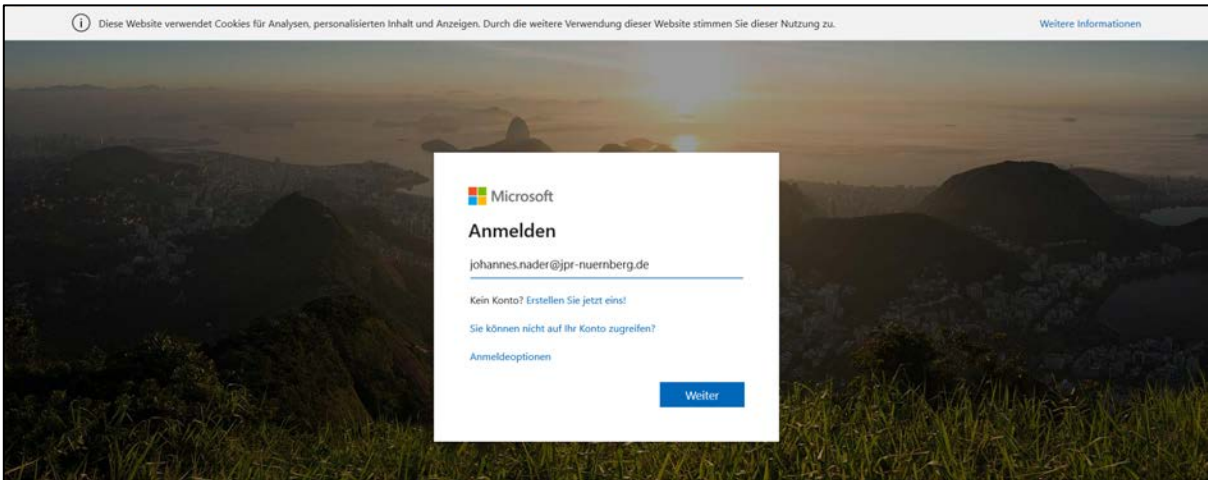 Diese Website verwendet Cookies für Analysen, personalisierten Inhalt und Anzeigen. Durch die weitere Verwendung dieser Website stimmen Sie dieser Nutzung zu. Weitere Informationen
Microsoft
Anmelden
johannes.nader@jpr-nuernberg.de
Kein Konto? Erstellen Sie jetzt eins!
Sie können nicht auf Ihr Konto zugreifen?
Anmeldeoptionen
Weiter